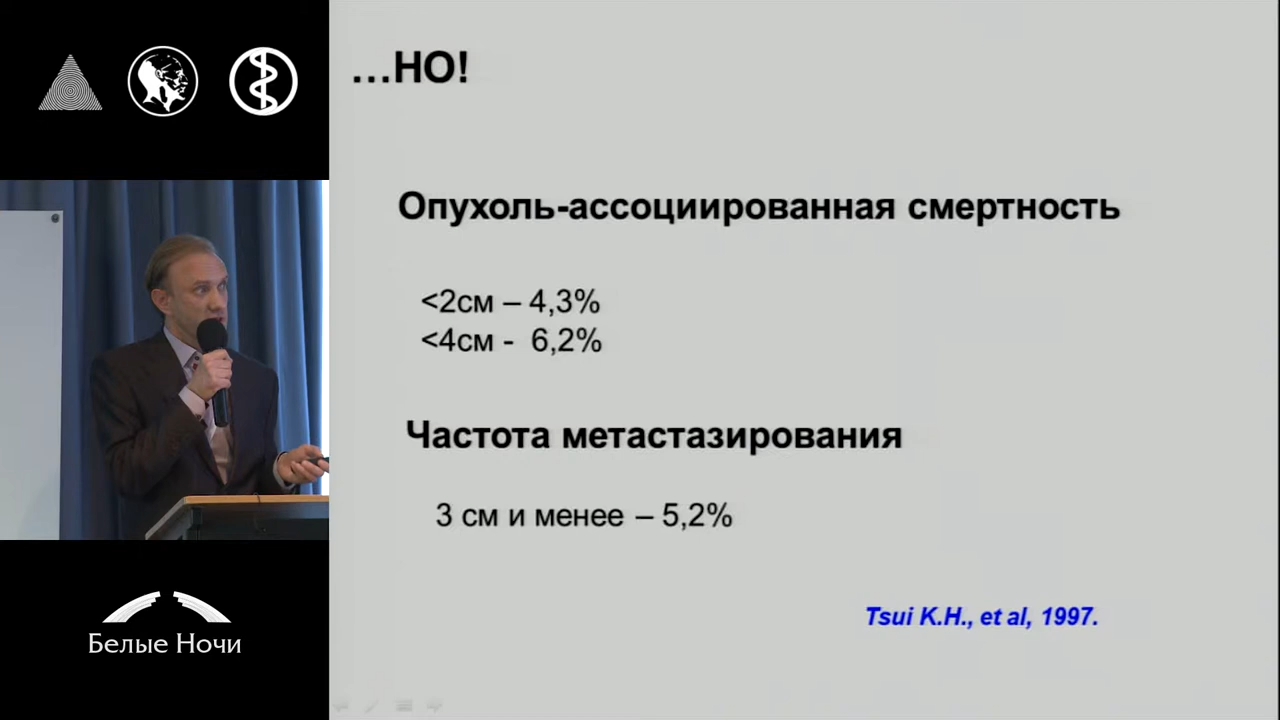 …НО!
Опухоль-ассоциированная смертность
<2см – 4,3%
<4см - 6,2%
Частота метастазирования
3 см и менее – 5,2%
Tsui K.H., et al, 1997.
Белые Ночи